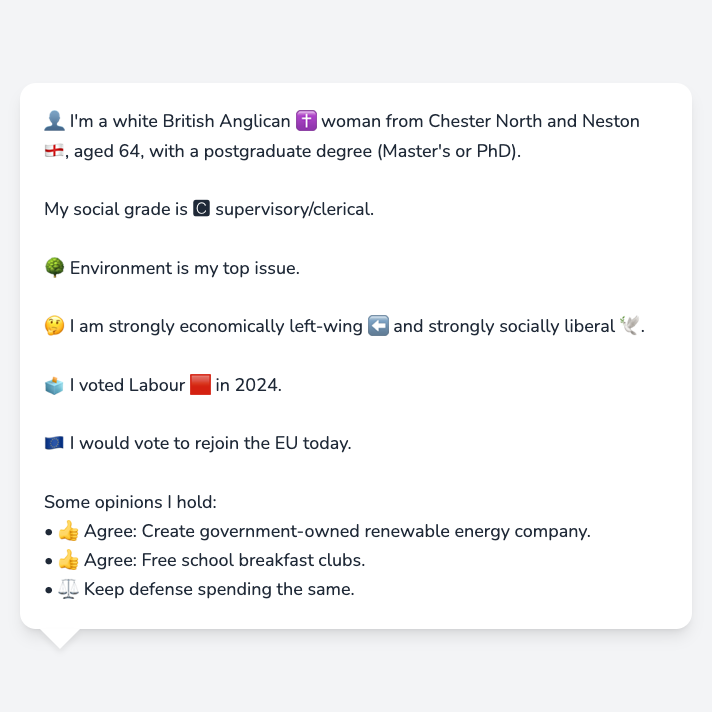 👤 I'm a white British Anglican ✝️ woman from Chester North and Neston
🏴󠁧󠁢󠁥󠁮󠁧󠁿, aged 64, with a postgraduate degree (Master's or PhD).
My social grade is 🅲 supervisory/clerical.
🌳 Environment is my top issue.
🤔 I am strongly economically left-wing ⬅️ and strongly socially liberal 🕊️.
🗳️ I voted Labour 🟥 in 2024.
🇪🇺 I would vote to rejoin the EU today.
Some opinions I hold:
• 👍 Agree: Create government-owned renewable energy company.
• 👍 Agree: Free school breakfast clubs.
• ⚖️ Keep defense spending the same.